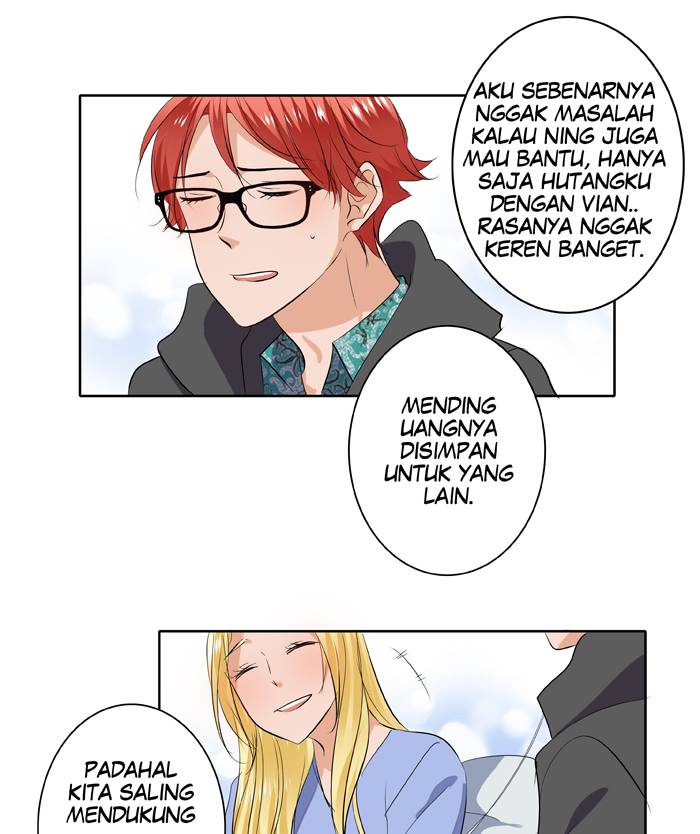 AKU SEBENARNYA
NGGAK MASALAH
KALAU NING JUGA
MAU BANTU, HANYA
SAJA HUTANGKU
DENGAN VIAN..
RASANYA NGGAK
KEREN BANGET.
MENDING
UANGNYA
DISIMPAN
UNTUK YANG
LAIN.
PADAHAL
KITA SALING
MENDUKUNG